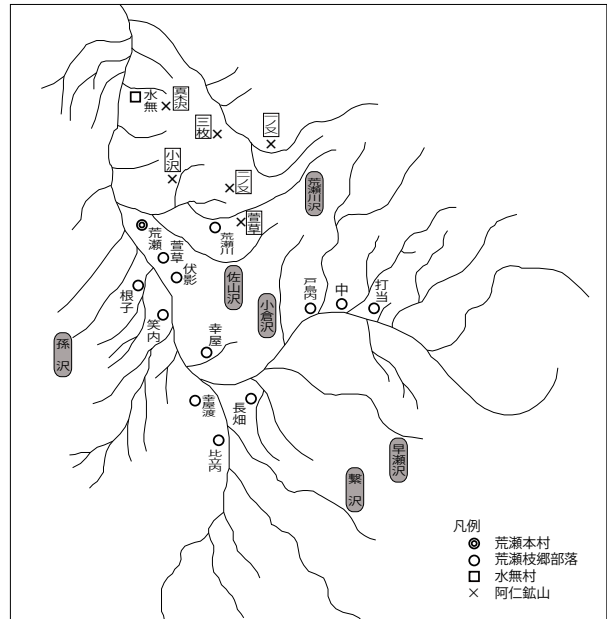 水無
真木沢
三枚
一ノ又
小沢
二ノ又
荒瀬川沢
萱草
荒瀬
荒瀬川
萱草
伏影
佐山沢
小倉沢
戸鳥内
中
打当
根子
笑内
幸屋
孫沢
幸屋渡
長畑
比立内
早瀬沢
繋沢
凡例
荒瀬本村
荒瀬枝郷部落
水無村
阿仁鉱山